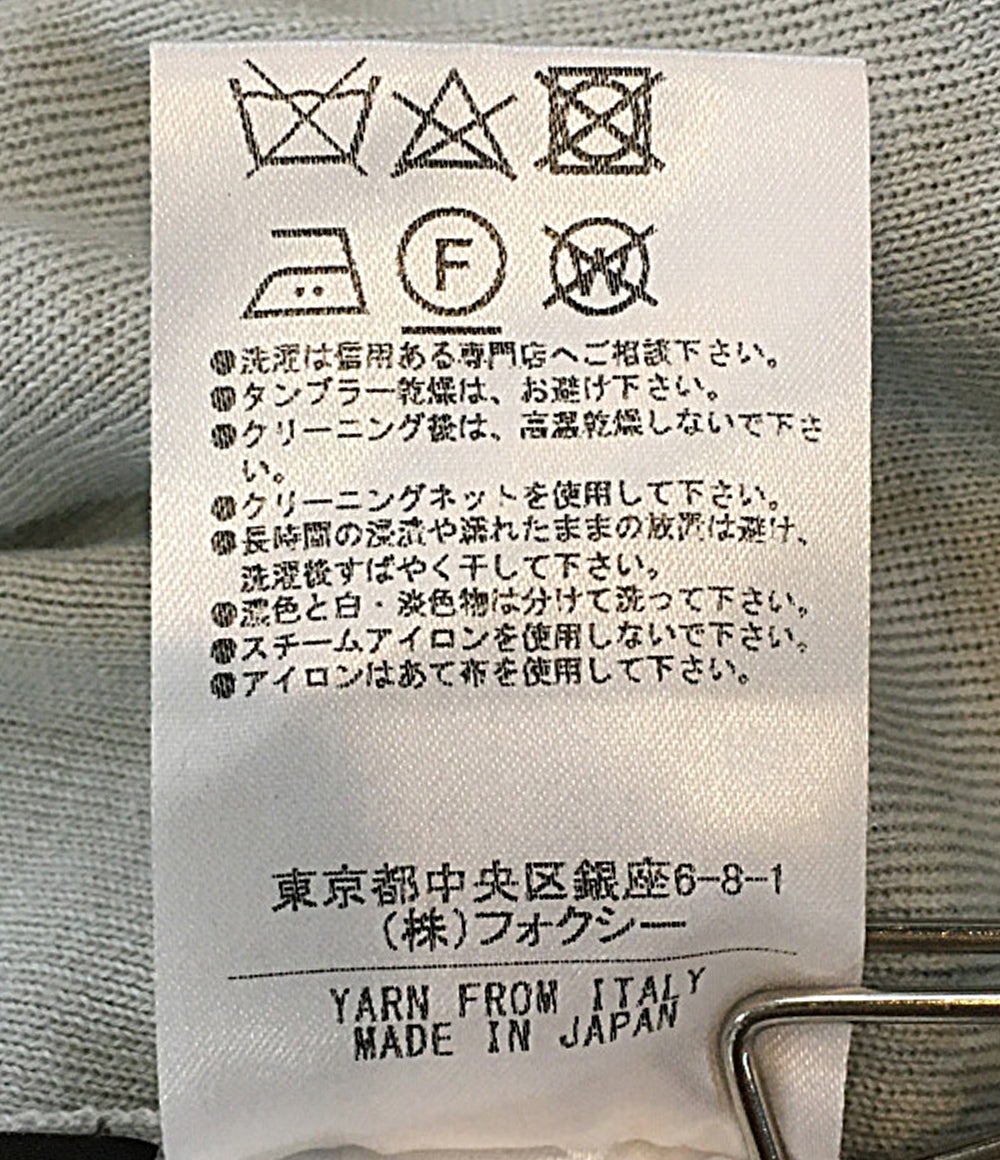 F W
●洗濯は信用ある専門店へご相談下さい。
●タンブラー乾燥は、お避け下さい。
●クリーニング後は、高温乾燥しないで下さ
い。
●クリーニングネットを使用して下さい。
●長時間の浸漬や濡れたままの放置は避け、
洗濯後すばやく干して下さい。
●濃色と白・淡色物は分けて洗って下さい。
●スチームアイロンを使用しないで下さい。
●アイロンはあて布を使用して下さい。
東京都中央区銀座6-8-1
(株)フォクシー
YARN FROM ITALY
MADE IN JAPAN